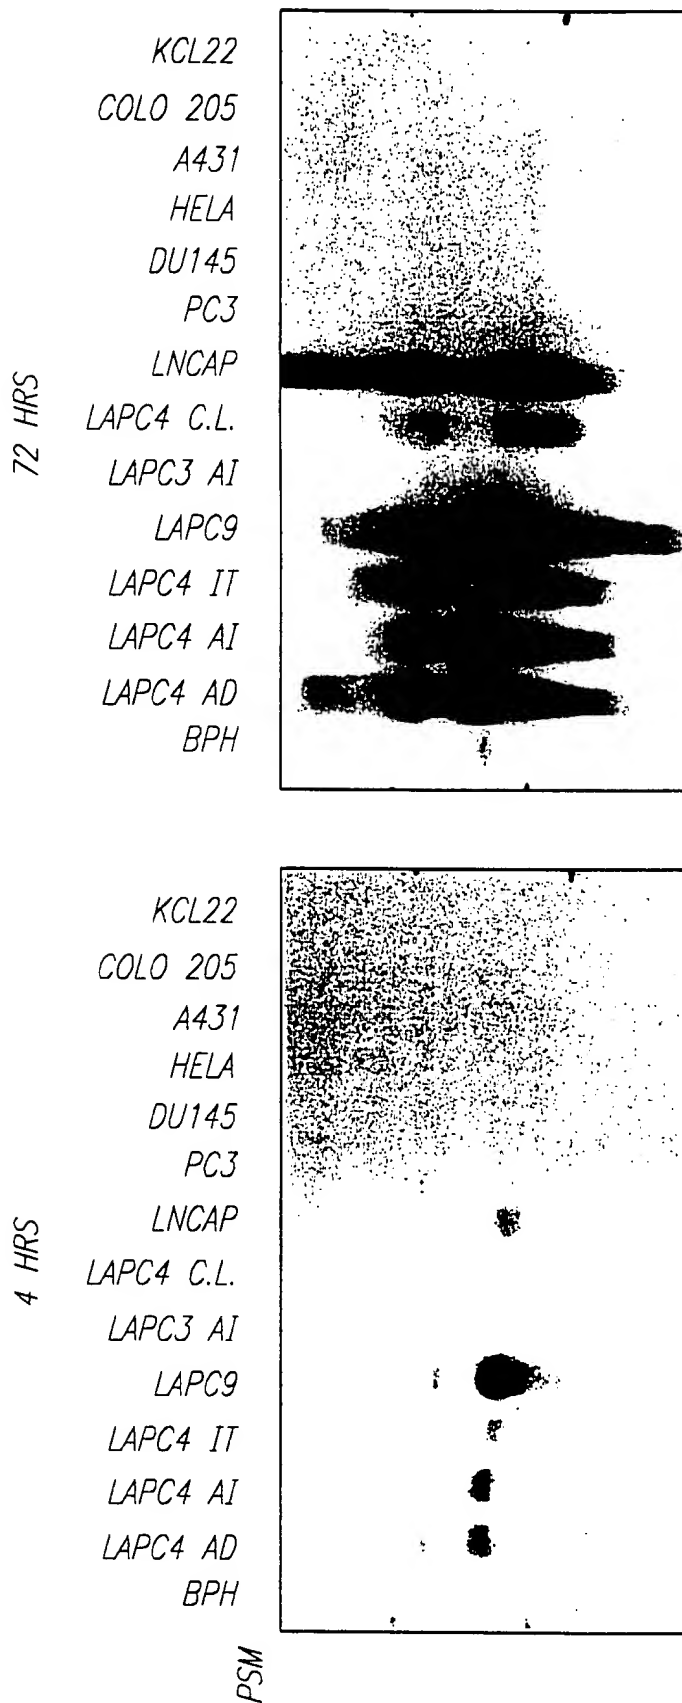 72 HRS
KCL22
COLO 205
A431
HELA
DU145
PC3
LNCAP
LAPC4 C.L.
LAPC3 AI
LAPC9
LAPC4 IT
LAPC4 AI
LAPC4 AD
BPH
4 HRS
KCL22
COLO 205
A431
HELA
DU145
PC3
LNCAP
LAPC4 C.L.
LAPC3 AI
LAPC9
LAPC4 IT
LAPC4 AI
LAPC4 AD
BPH
PSM